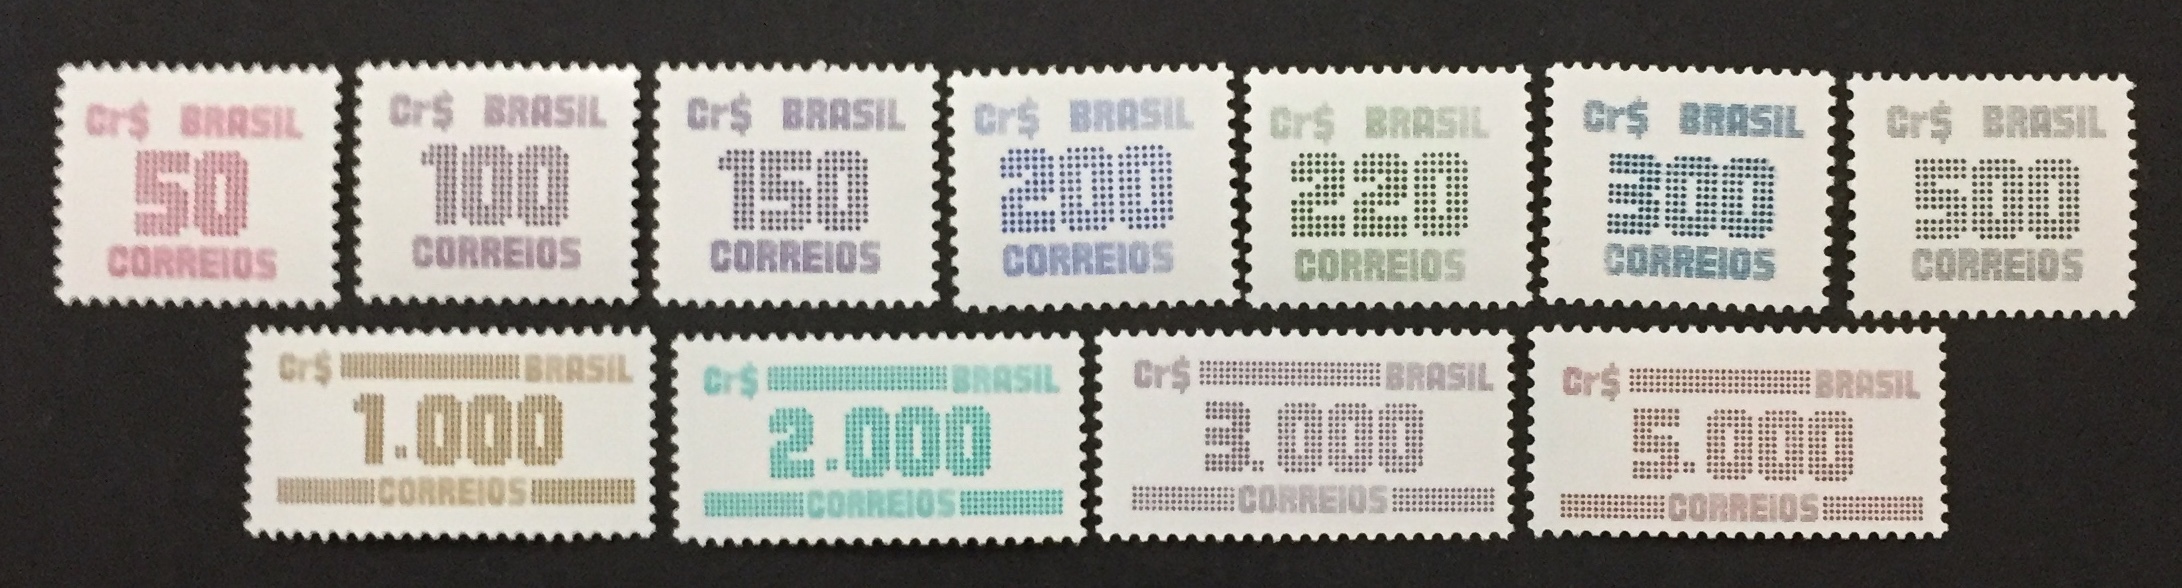 Cr$ BRASIL
50
CORREIOS
Cr$ BRASIL
100
CORREIOS
Cr$ BRASIL
150
CORREIOS
Cr$ BRASIL
200
CORREIOS
Cr$ BRASIL
220
CORREIOS
Cr$ BRASIL
300
CORREIOS
Cr$ BRASIL
500
CORREIOS
Cr$ BRASIL
1.000
CORREIOS
Cr$ BRASIL
2.000
CORREIOS
Cr$ BRASIL
3.000
CORREIOS
Cr$ BRASIL
5.000
CORREIOS